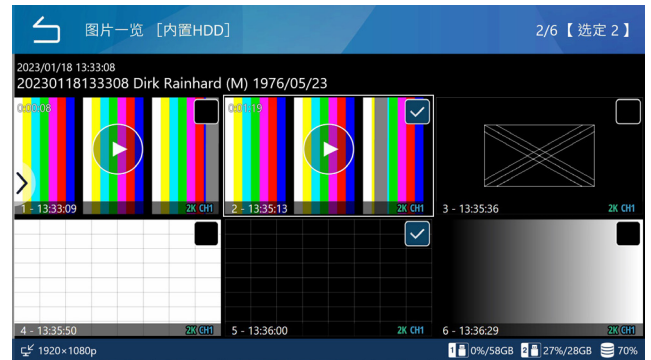 图片一览 [内置HDD]
2/6【 选定 2 】
2023/01/18 13:33:08
20230118133308 Dirk Rainhard (M) 1976/05/23
0:00:08
0:01:19
1 - 13:33:09 2K CH1
2 - 13:35:13 2K CH1
3 - 13:35:36 2K CH1
4 - 13:35:50 2K CH1
5 - 13:36:00 2K CH1
6 - 13:36:29 2K CH1
1920×1080p
1 0%/58GB 2 27%/28GB 70%